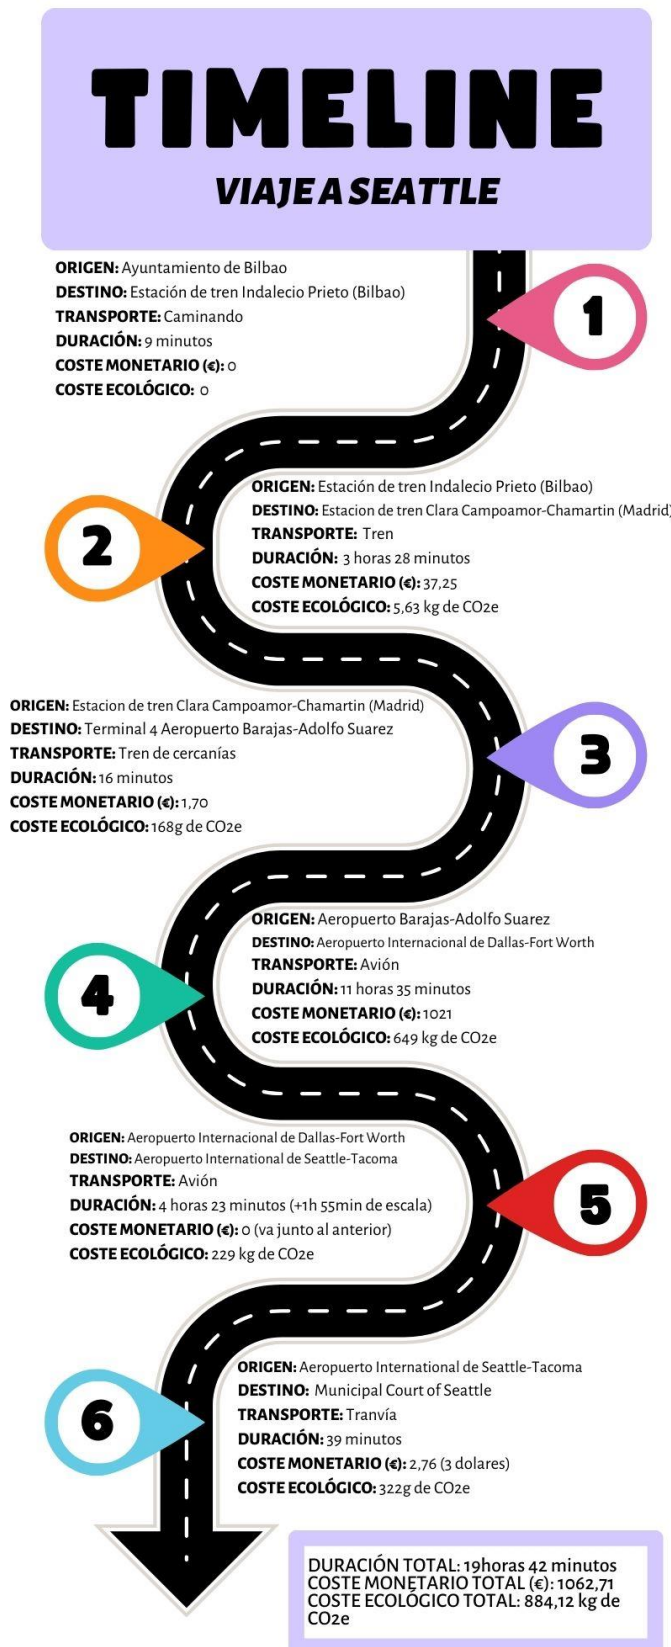 TIMELINE
VIAJE A SEATTLE
ORIGEN: Ayuntamiento de Bilbao
DESTINO: Estación de tren Indalecio Prieto (Bilbao)
TRANSPORTE: Caminando
DURACIÓN: 9 minutos
COSTE MONETARIO (€): 0
COSTE ECOLÓGICO: 0
1
ORIGEN: Estación de tren Indalecio Prieto (Bilbao)
DESTINO: Estacion de tren Clara Campoamor-Chamartin (Madrid)
TRANSPORTE: Tren
DURACIÓN: 3 horas 28 minutos
COSTE MONETARIO (€): 37,25
COSTE ECOLÓGICO: 5,63 kg de CO2e
2
ORIGEN: Estacion de tren Clara Campoamor-Chamartin (Madrid)
DESTINO: Terminal 4 Aeropuerto Barajas-Adolfo Suarez
TRANSPORTE: Tren de cercanías
DURACIÓN: 16 minutos
COSTE MONETARIO (€): 1,70
COSTE ECOLÓGICO: 168g de CO2e
3
ORIGEN: Aeropuerto Barajas-Adolfo Suarez
DESTINO: Aeropuerto Internacional de Dallas-Fort Worth
TRANSPORTE: Avión
DURACIÓN: 11 horas 35 minutos
COSTE MONETARIO (€): 1021
COSTE ECOLÓGICO: 649 kg de CO2e
4
ORIGEN: Aeropuerto Internacional de Dallas-Fort Worth
DESTINO: Aeropuerto International de Seattle-Tacoma
TRANSPORTE: Avión
DURACIÓN: 4 horas 23 minutos (+1h 55min de escala)
COSTE MONETARIO (€): 0 (va junto al anterior)
COSTE ECOLÓGICO: 229 kg de CO2e
5
ORIGEN: Aeropuerto International de Seattle-Tacoma
DESTINO: Municipal Court of Seattle
TRANSPORTE: Tranvía
DURACIÓN: 39 minutos
COSTE MONETARIO (€): 2,76 (3 dolares)
COSTE ECOLÓGICO: 322g de CO2e
6
DURACIÓN TOTAL: 19horas 42 minutos
COSTE MONETARIO TOTAL (€): 1062,71
COSTE ECOLÓGICO TOTAL: 884,12 kg de
CO2e